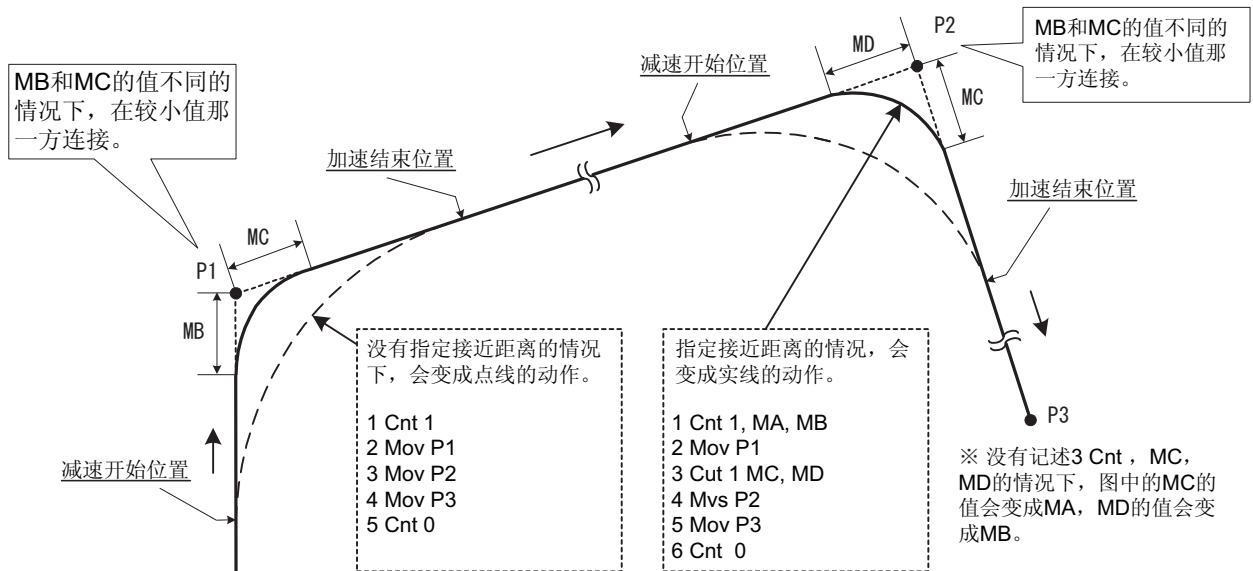 MB和MC的值不同的
情况下，在较小值那
一方连接。
P2
MD
MC
减速开始位置
MB和MC的值不同的
情况下，在较小值那
一方连接。
加速结束位置
加速结束位置
MC
P1
MB
减速开始位置
没有指定接近距离的情况
下，会变成点线的动作。
1 Cnt 1
2 Mov P1
3 Mov P2
4 Mov P3
5 Cnt 0
指定接近距离的情况，会
变成实线的动作。
1 Cnt 1, MA, MB
2 Mov P1
3 Cut 1 MC, MD
4 Mvs P2
5 Mov P3
6 Cnt 0
P3
※ 没有记述3 Cnt ，MC，
MD的情况下，图中的MC的
值会变成MA，MD的值会变
成MB。